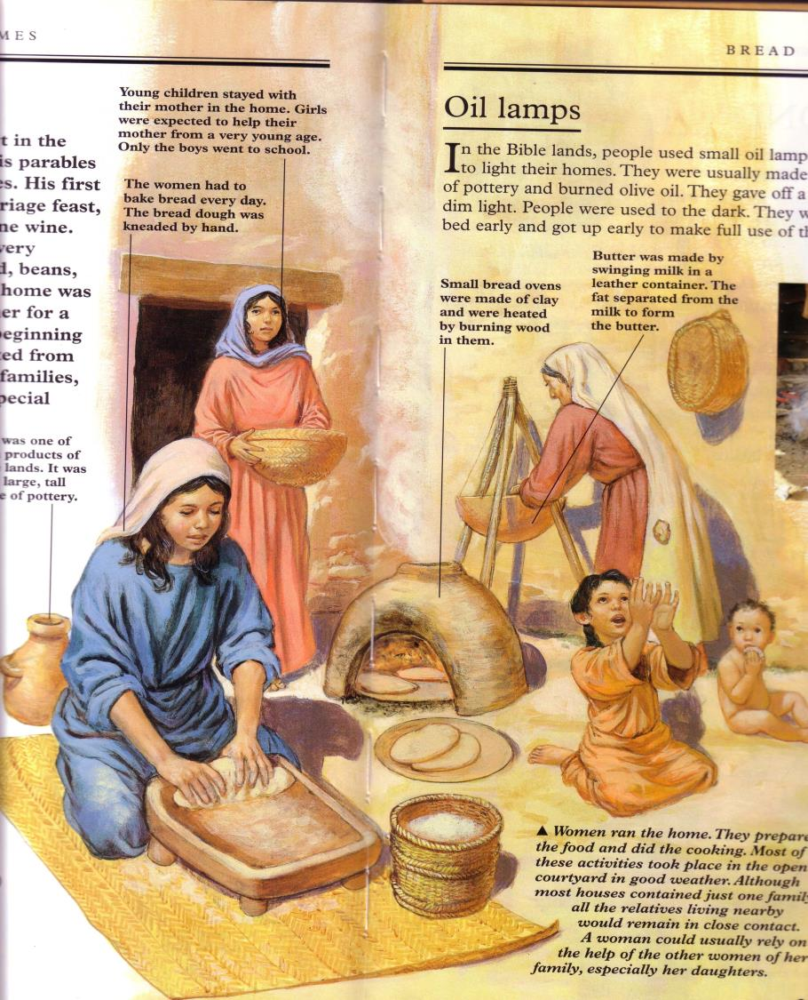 MES
Young children stayed with
their mother in the home. Girls
were expected to help their
mother from a very young age.
Only the boys went to school.
The women had to
bake bread every day.
The bread dough was
kneaded by hand.
t in the
is parables
es. His first
riage feast,
ne wine.
very
d, beans,
home was
er for a
beginning
ted from
families,
pecial
was one of
products of
lands. It was
large, tall
e of pottery.
BREAD
Oil lamps
In the Bible lands, people used small oil lamp
to light their homes. They were usually made
of pottery and burned olive oil. They gave off a
dim light. People were used to the dark. They w
bed early and got up early to make full use of th
Small bread ovens
were made of clay
and were heated
by burning wood
in them.
Butter was made by
swinging milk in a
leather container. The
fat separated from the
milk to form
the butter.
▲ Women ran the home. They prepare
the food and did the cooking. Most of
these activities took place in the open
courtyard in good weather. Although
most houses contained just one family
all the relatives living nearby
would remain in close contact.
A woman could usually rely on
the help of the other women of her
family, especially her daughters.